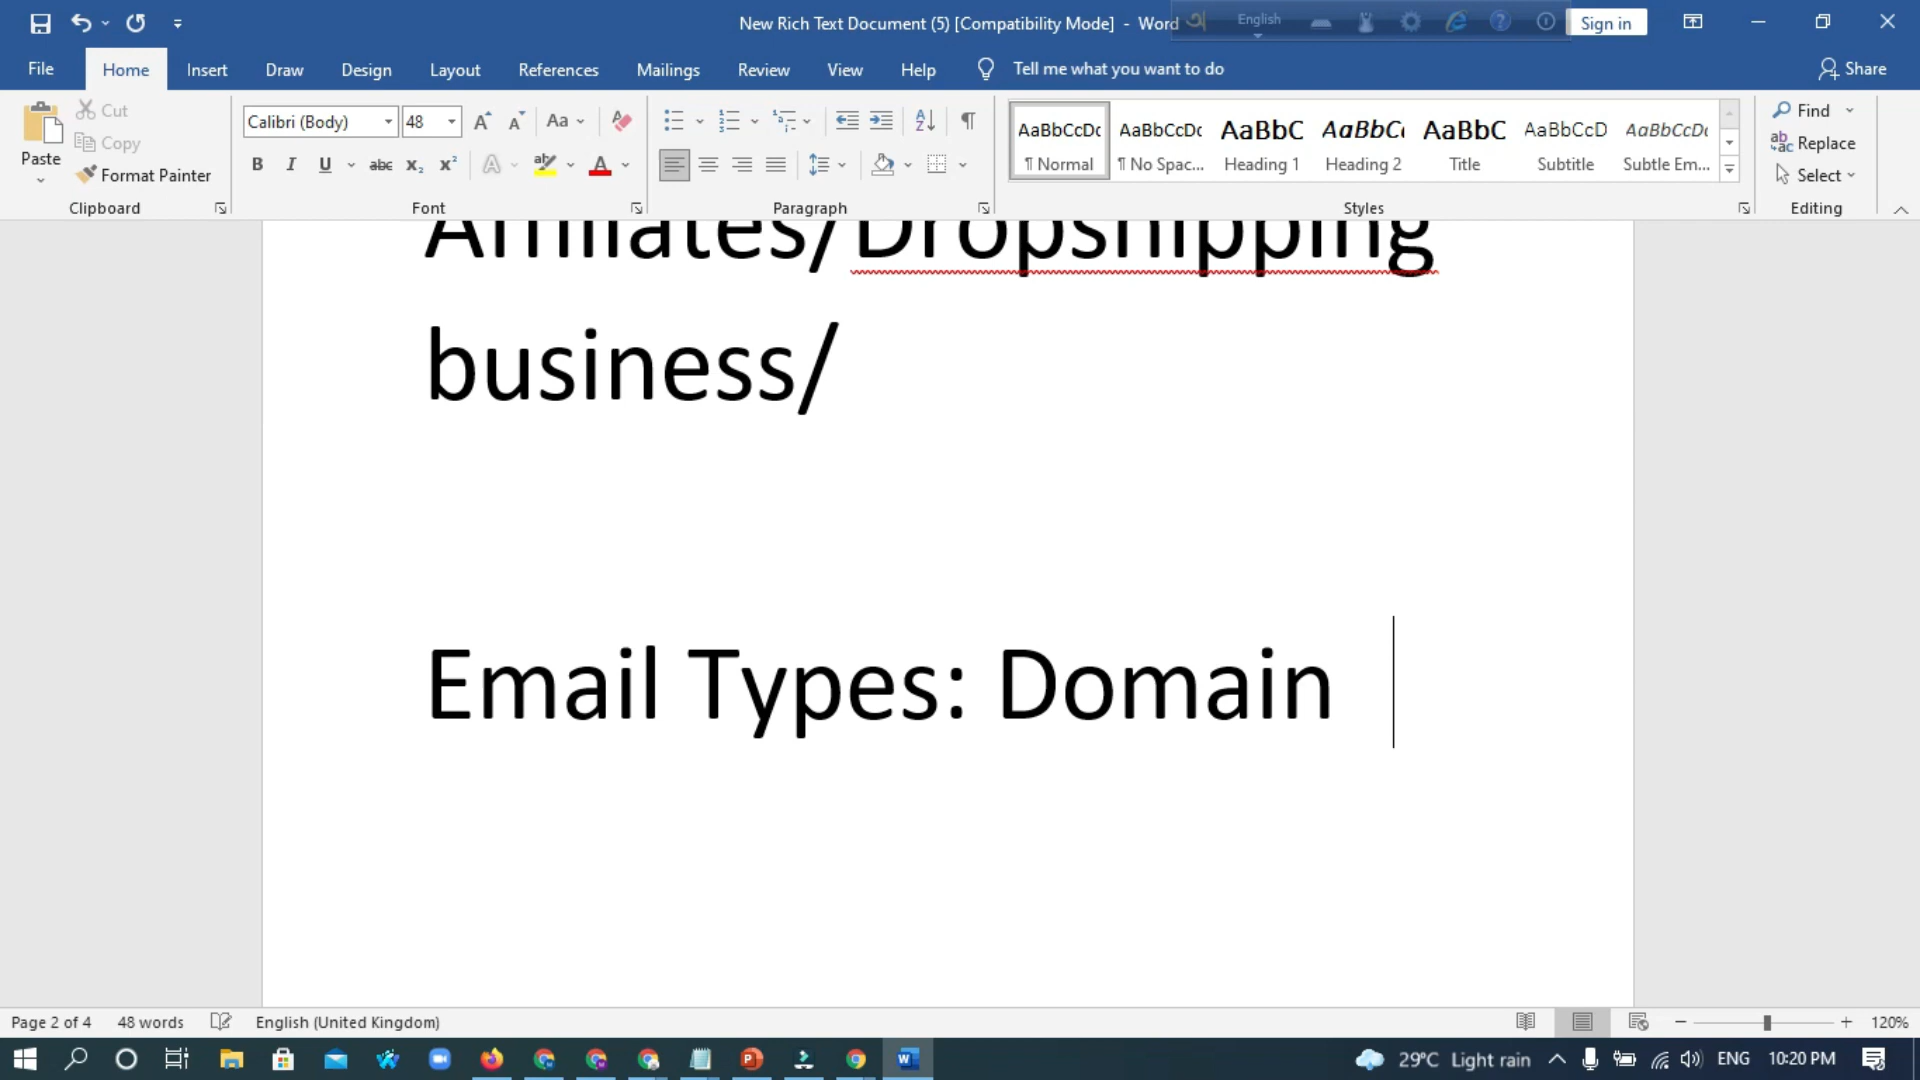 New Rich Text Document (5) [Compatibility Mode] - Word
অ English
Sign in
File Home Insert Draw Design Layout References Mailings Review View Help Tell me what you want to do Share
Paste
Cut
Copy
Format Painter
Clipboard
Calibri (Body) 48
Font
Paragraph
AaBbCcDc AaBbCcDc AaBbC AaBbC AaBbC AaBbCcD AaBbCcDc
¶ Normal ¶ No Spac... Heading 1 Heading 2 Title Subtitle Subtle Em...
Styles
Find
Replace
Select
Editing
Affiliates/Dropshipping
business/
Email Types: Domain
Page 2 of 4 48 words English (United Kingdom) 120%
29°C Light rain ENG 10:20 PM